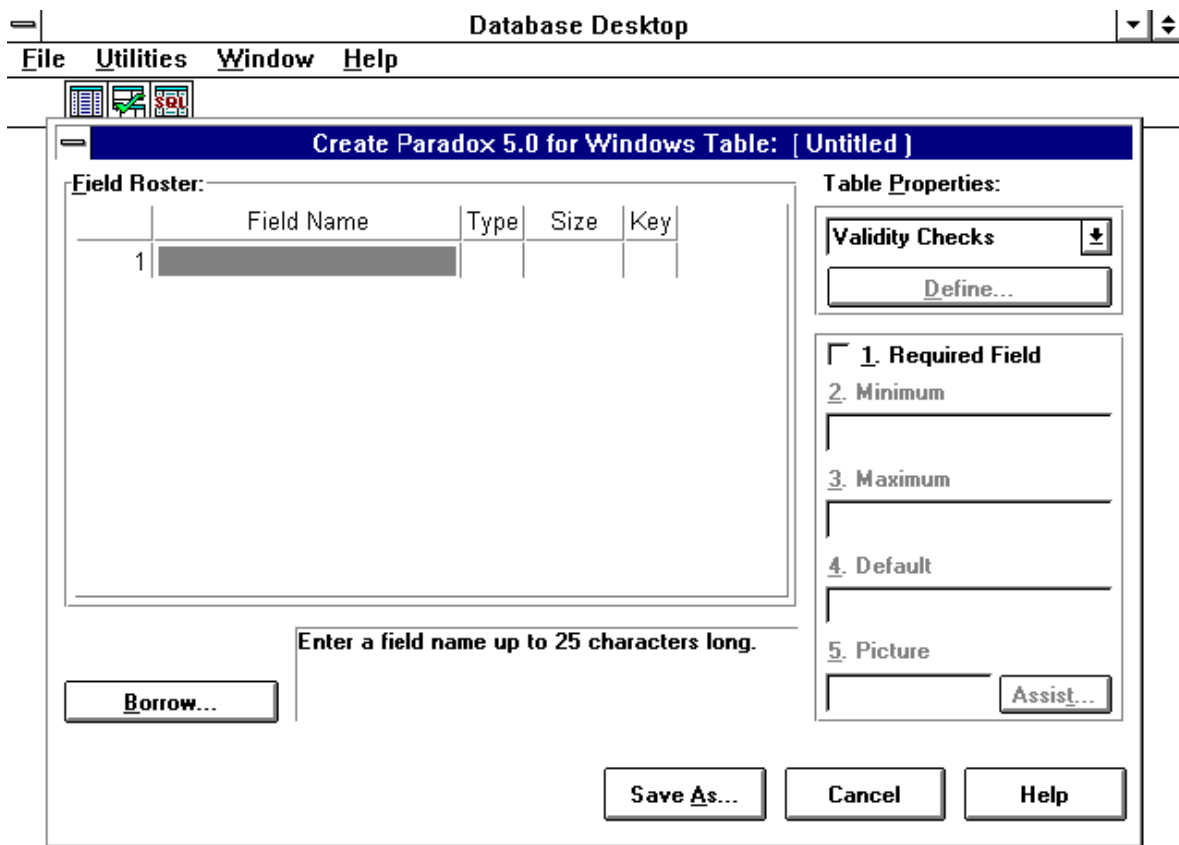 Database Desktop
File Utilities Window Help
SQL
Create Paradox 5.0 for Windows Table: [ Untitled ]
Field Roster:
Field Name Type Size Key
1
Enter a field name up to 25 characters long.
Borrow...
Table Properties:
Validity Checks
Define...
1. Required Field
2. Minimum
3. Maximum
4. Default
5. Picture
Assist...
Save As... Cancel Help